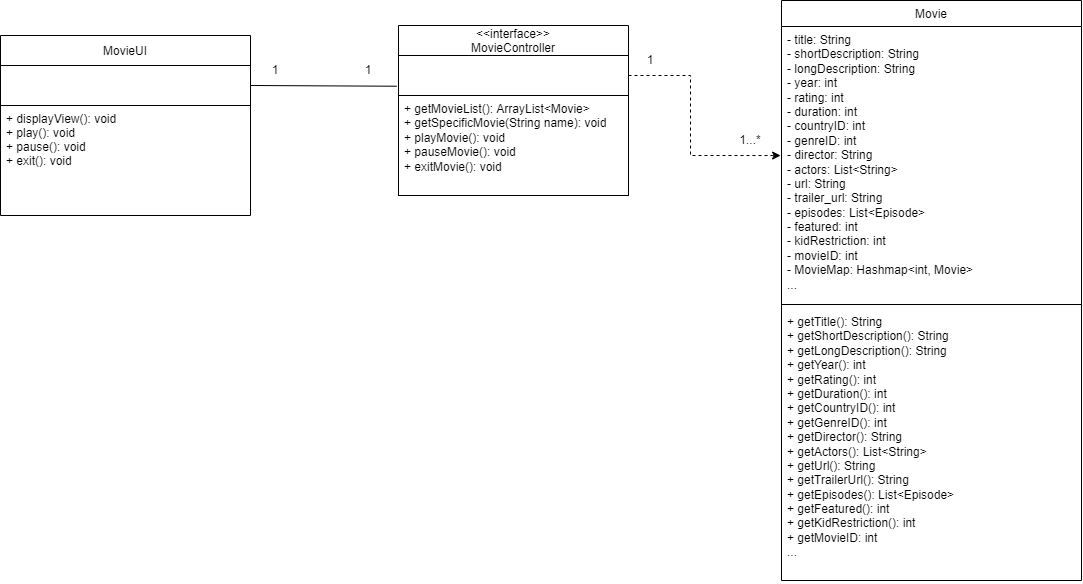 MovieUI
+ displayView(): void
+ play(): void
+ pause(): void
+ exit(): void
1
1
<<interface>>
MovieController
+ getMovieList(): ArrayList<Movie>
+ getSpecificMovie(String name): void
+ playMovie(): void
+ pauseMovie(): void
+ exitMovie(): void
1
1...*
Movie
- title: String
- shortDescription: String
- longDescription: String
- year: int
- rating: int
- duration: int
- countryID: int
- genreID: int
- director: String
- actors: List<String>
- url: String
- trailer_url: String
- episodes: List<Episode>
- featured: int
- kidRestriction: int
- movieID: int
- MovieMap: Hashmap<int, Movie>
...
+ getTitle(): String
+ getShortDescription(): String
+ getLongDescription(): String
+ getYear(): int
+ getRating(): int
+ getDuration(): int
+ getCountryID(): int
+ getGenreID(): int
+ getDirector(): String
+ getActors(): List<String>
+ getUrl(): String
+ getTrailerUrl(): String
+ getEpisodes(): List<Episode>
+ getFeatured(): int
+ getKidRestriction(): int
+ getMovieID: int
...